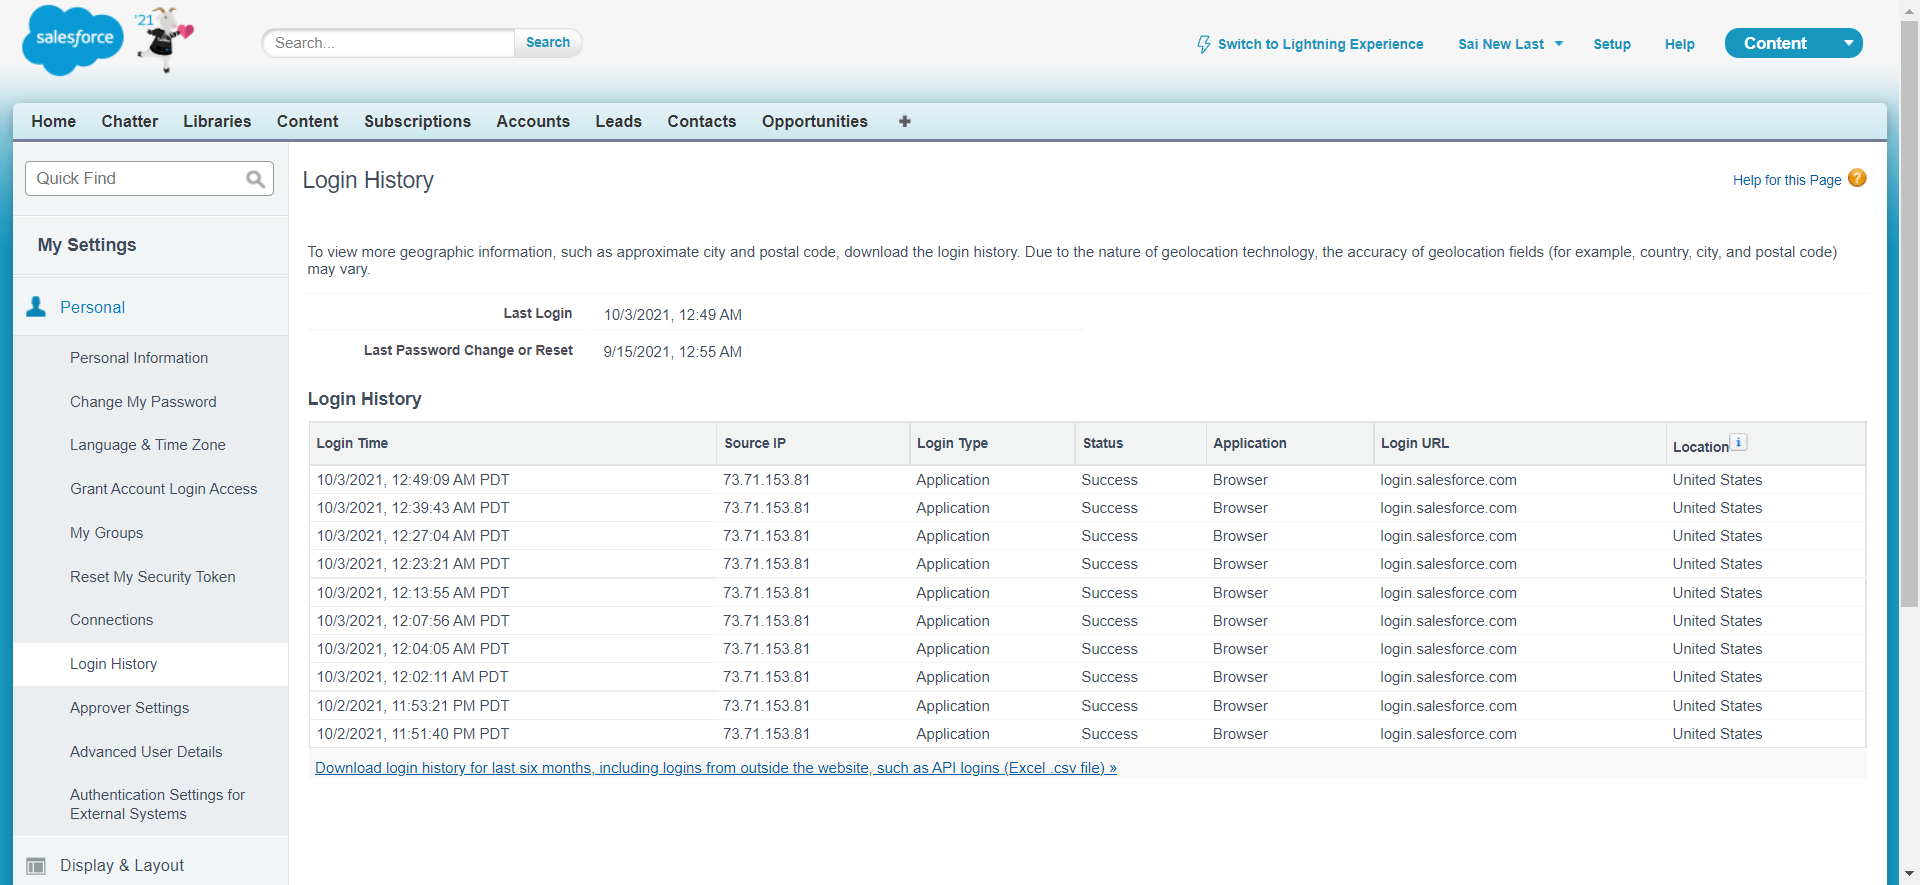 salesforce
'21
Search...
Search
Switch to Lightning Experience
Sai New Last
Setup
Help
Content
Home Chatter Libraries Content Subscriptions Accounts Leads Contacts Opportunities +
Quick Find
My Settings
Personal
Personal Information
Change My Password
Language & Time Zone
Grant Account Login Access
My Groups
Reset My Security Token
Connections
Login History
Approver Settings
Advanced User Details
Authentication Settings for
External Systems
Display & Layout
Login History
Help for this Page ?
To view more geographic information, such as approximate city and postal code, download the login history. Due to the nature of geolocation technology, the accuracy of geolocation fields (for example, country, city, and postal code)
may vary.
Last Login 10/3/2021, 12:49 AM
Last Password Change or Reset 9/15/2021, 12:55 AM
Login History
Login Time Source IP Login Type Status Application Login URL Location i
10/3/2021, 12:49:09 AM PDT 73.71.153.81 Application Success Browser login.salesforce.com United States
10/3/2021, 12:39:43 AM PDT 73.71.153.81 Application Success Browser login.salesforce.com United States
10/3/2021, 12:27:04 AM PDT 73.71.153.81 Application Success Browser login.salesforce.com United States
10/3/2021, 12:23:21 AM PDT 73.71.153.81 Application Success Browser login.salesforce.com United States
10/3/2021, 12:13:55 AM PDT 73.71.153.81 Application Success Browser login.salesforce.com United States
10/3/2021, 12:07:56 AM PDT 73.71.153.81 Application Success Browser login.salesforce.com United States
10/3/2021, 12:04:05 AM PDT 73.71.153.81 Application Success Browser login.salesforce.com United States
10/3/2021, 12:02:11 AM PDT 73.71.153.81 Application Success Browser login.salesforce.com United States
10/2/2021, 11:53:21 PM PDT 73.71.153.81 Application Success Browser login.salesforce.com United States
10/2/2021, 11:51:40 PM PDT 73.71.153.81 Application Success Browser login.salesforce.com United States
Download login history for last six months, including logins from outside the website, such as API logins (Excel .csv file) »